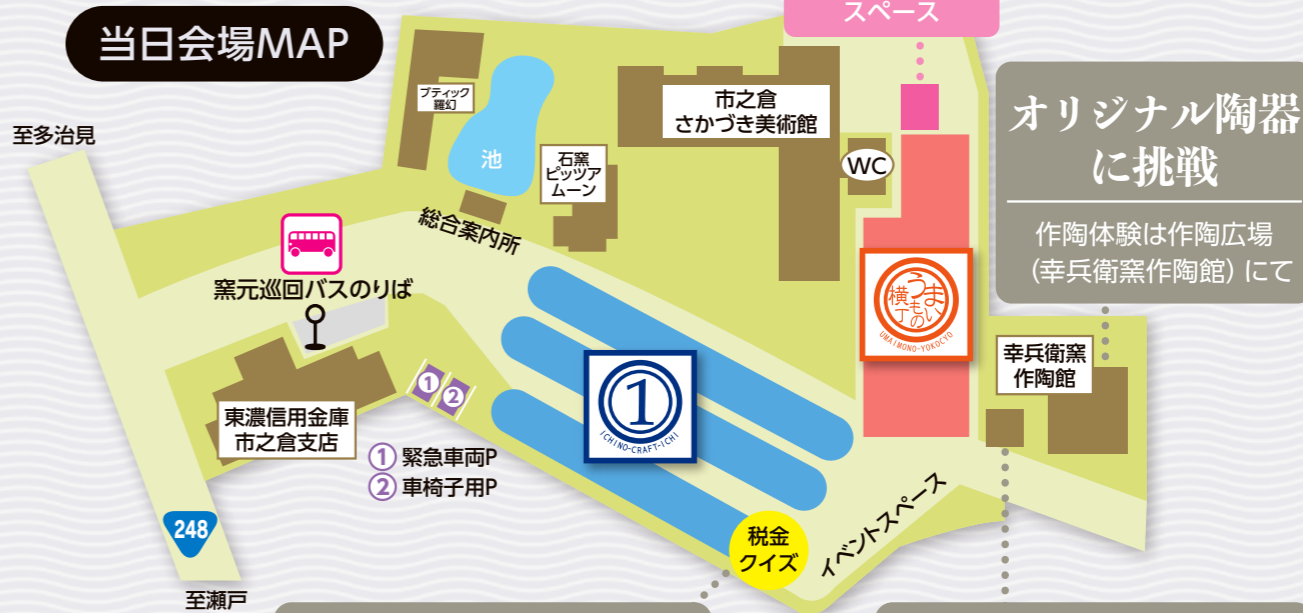 当日会場MAP
スペース
至多治見
ブティック
羅幻
池
石窯
ピッツア
ムーン
市之倉
さかづき美術館
WC
オリジナル陶器
に挑戦
作陶体験は作陶広場
(幸兵衛窯作陶館)にて
総合案内所
窯元巡回バスのりば
うまい
もの
横丁
UMAIMONO-YOKOCYO
幸兵衛窯
作陶館
1
ICHINO-CRAFT-ICHI
東濃信用金庫
市之倉支店
① ②
① 緊急車両P
② 車椅子用P
248
至瀬戸
税金
クイズ
イベントスペース